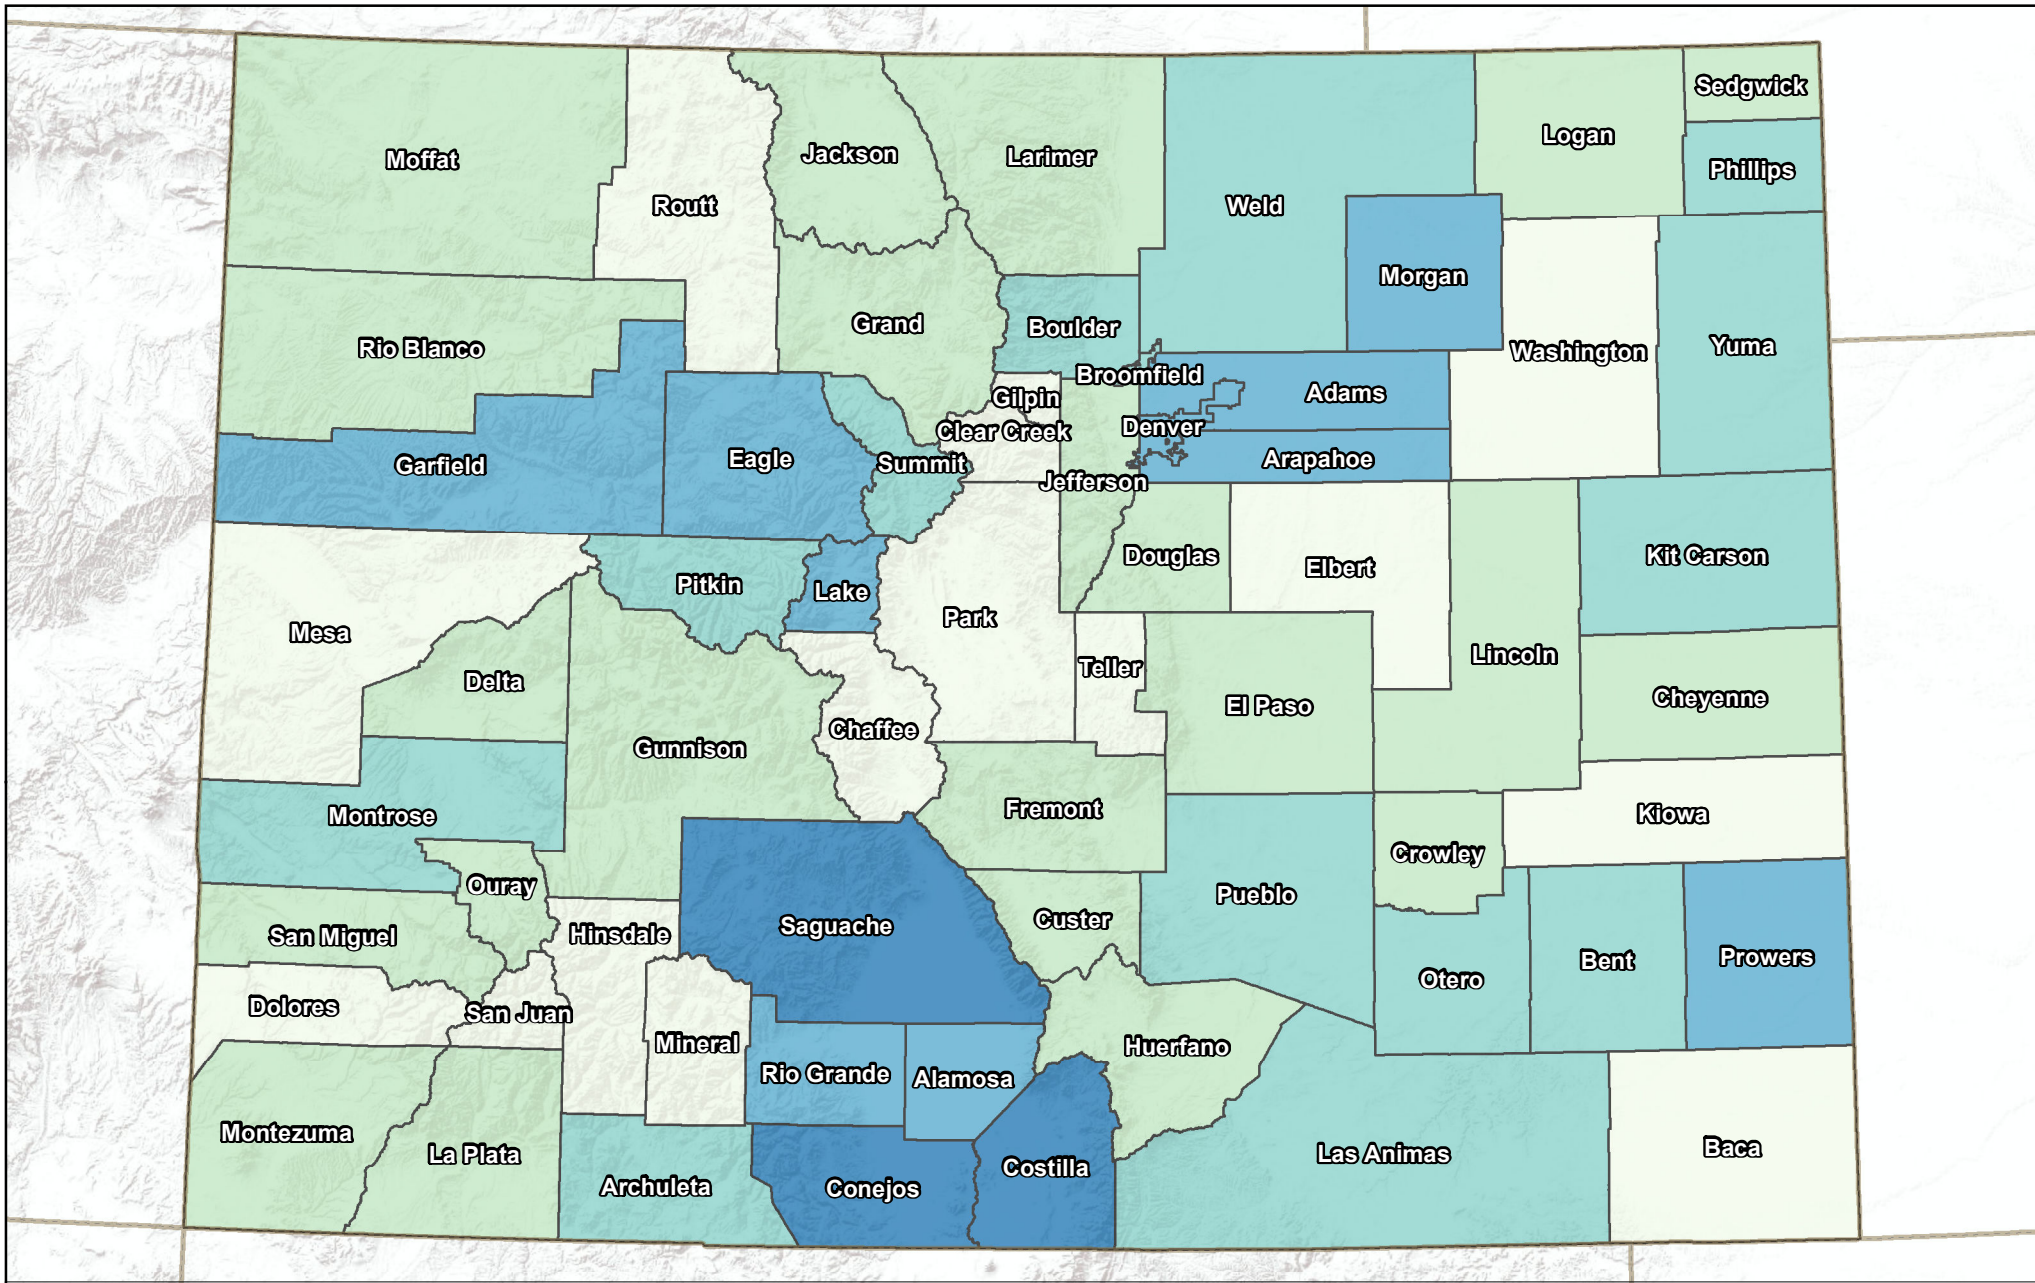 Sedgwick
Logan
Moffat
Jackson
Larimer
Phillips
Routt
Weld
Morgan
Grand
Boulder
Rio Blanco
Washington
Yuma
Broomfield
Gilpin
Adams
Denver
Clear Creek
Garfield
Eagle
Summit
Arapahoe
Jefferson
Douglas
Elbert
Kit Carson
Pitkin
Lake
Park
Mesa
Lincoln
Teller
Delta
Cheyenne
El Paso
Chaffee
Gunnison
Fremont
Kiowa
Montrose
Crowley
Ouray
Pueblo
Custer
Saguache
Hinsdale
San Miguel
Prowers
Bent
Otero
Dolores
San Juan
Mineral
Huerfano
Rio Grande
Alamosa
Montezuma
Baca
La Plata
Las Animas
Costilla
Archuleta
Conejos